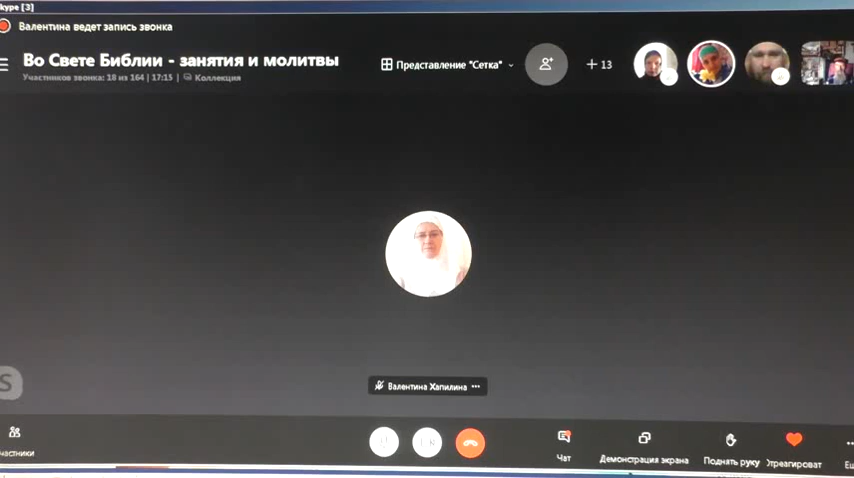 kype [3]
Валентина ведет запись звонка
Во Свете Библии - занятия и молитвы
Участников звонка: 18 из 164 | 17:15 | Коллекция
Представление "Сетка"
+ 13
S
Валентина Хапилина •••
частники
Чат
Демонстрация экрана
Поднять руку
Отреагироват
Ещ